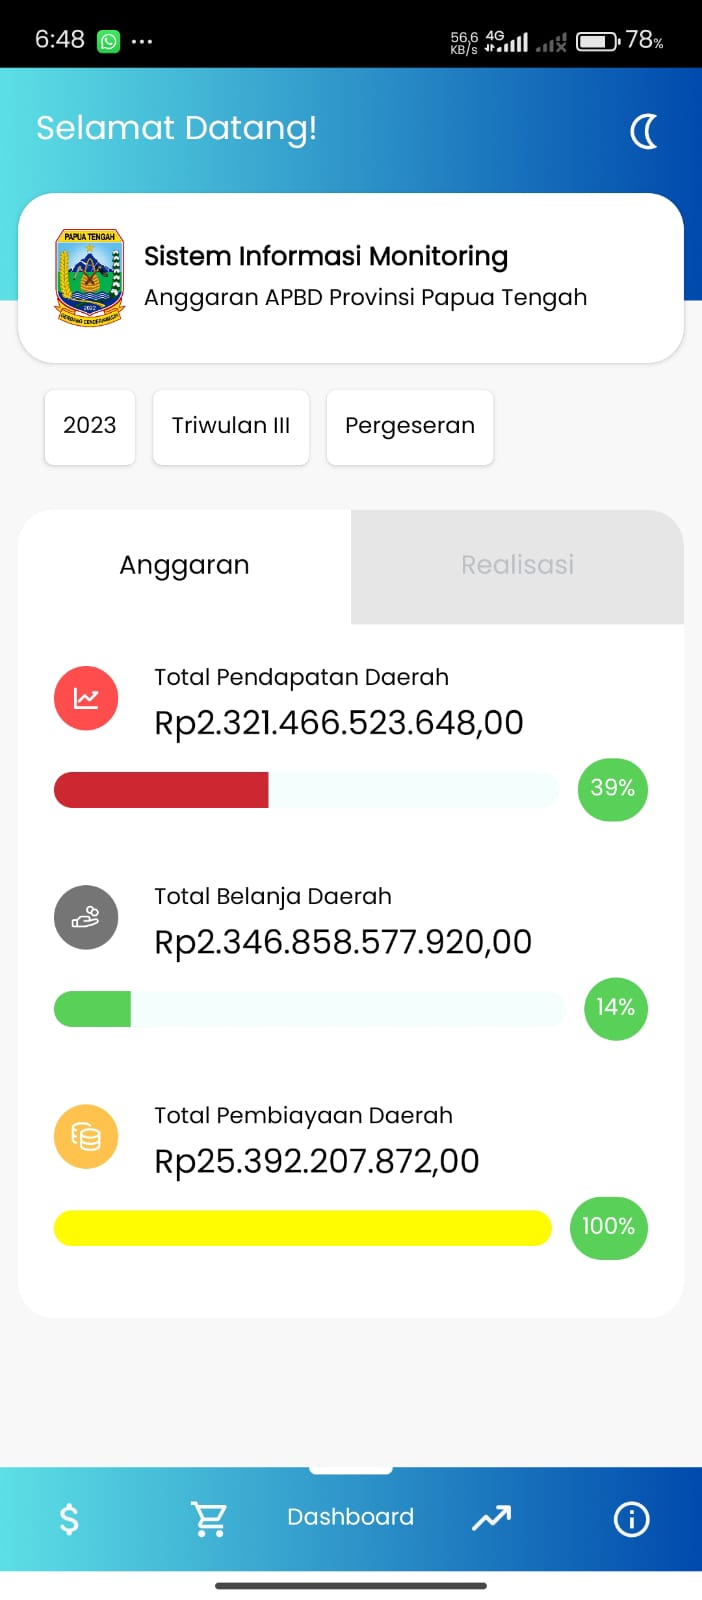 6:48
56,6
KB/s
4G
78%
Selamat Datang!
PAPUA TENGAH
2022
Sistem Informasi Monitoring
Anggaran APBD Provinsi Papua Tengah
2023
Triwulan III
Pergeseran
Anggaran
Realisasi
Total Pendapatan Daerah
Rp2.321.466.523.648,00
39%
Total Belanja Daerah
Rp2.346.858.577.920,00
14%
Total Pembiayaan Daerah
Rp25.392.207.872,00
100%
Dashboard